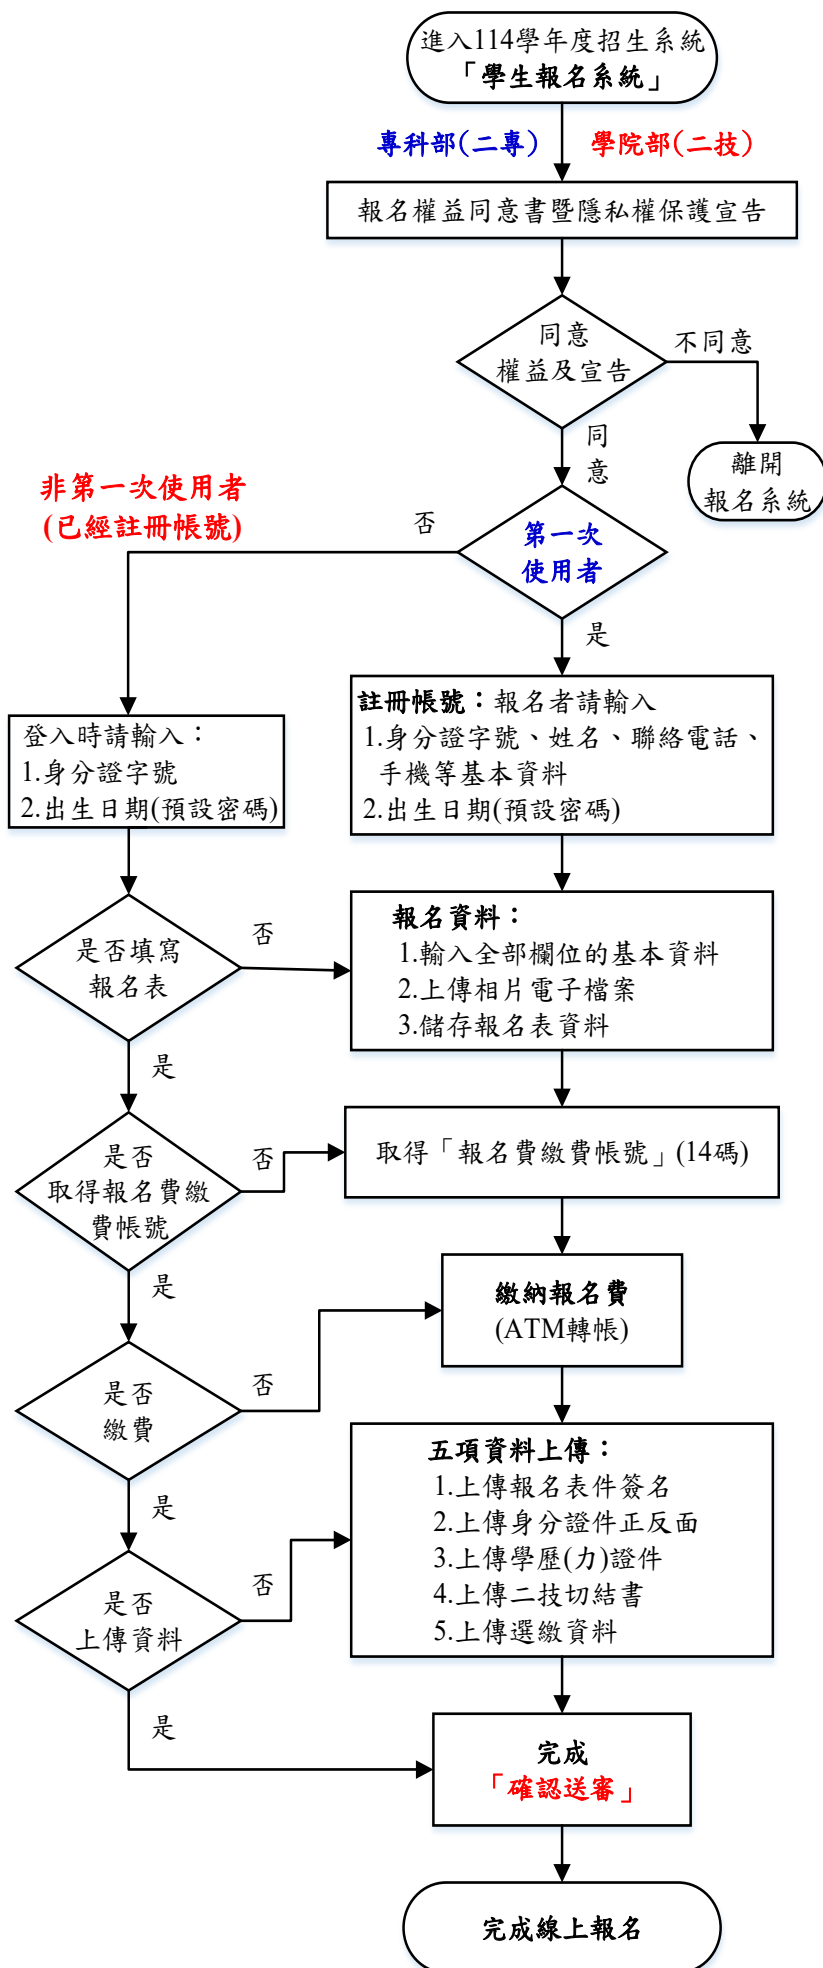 進入114學年度招生系統
「學生報名系統」
專科部(二專)
學院部(二技)
報名權益同意書暨隱私權保護宣告
同意
權益及宣告
不同意
離開
報名系統
同
意
第一次
使用者
否
非第一次使用者
(已經註冊帳號)
是
註冊帳號：報名者請輸入
1.身分證字號、姓名、聯絡電話、
手機等基本資料
2.出生日期(預設密碼)
登入時請輸入：
1.身分證字號
2.出生日期(預設密碼)
是否填寫
報名表
否
報名資料：
1.輸入全部欄位的基本資料
2.上傳相片電子檔案
3.儲存報名表資料
是
是否
取得報名費繳
費帳號
否
取得「報名費繳費帳號」(14碼)
是
繳納報名費
(ATM轉帳)
是否
繳費
否
五項資料上傳：
1.上傳報名表件簽名
2.上傳身分證件正反面
3.上傳學歷(力)證件
4.上傳二技切結書
5.上傳選繳資料
是
是否
上傳資料
否
是
完成
「確認送審」
完成線上報名